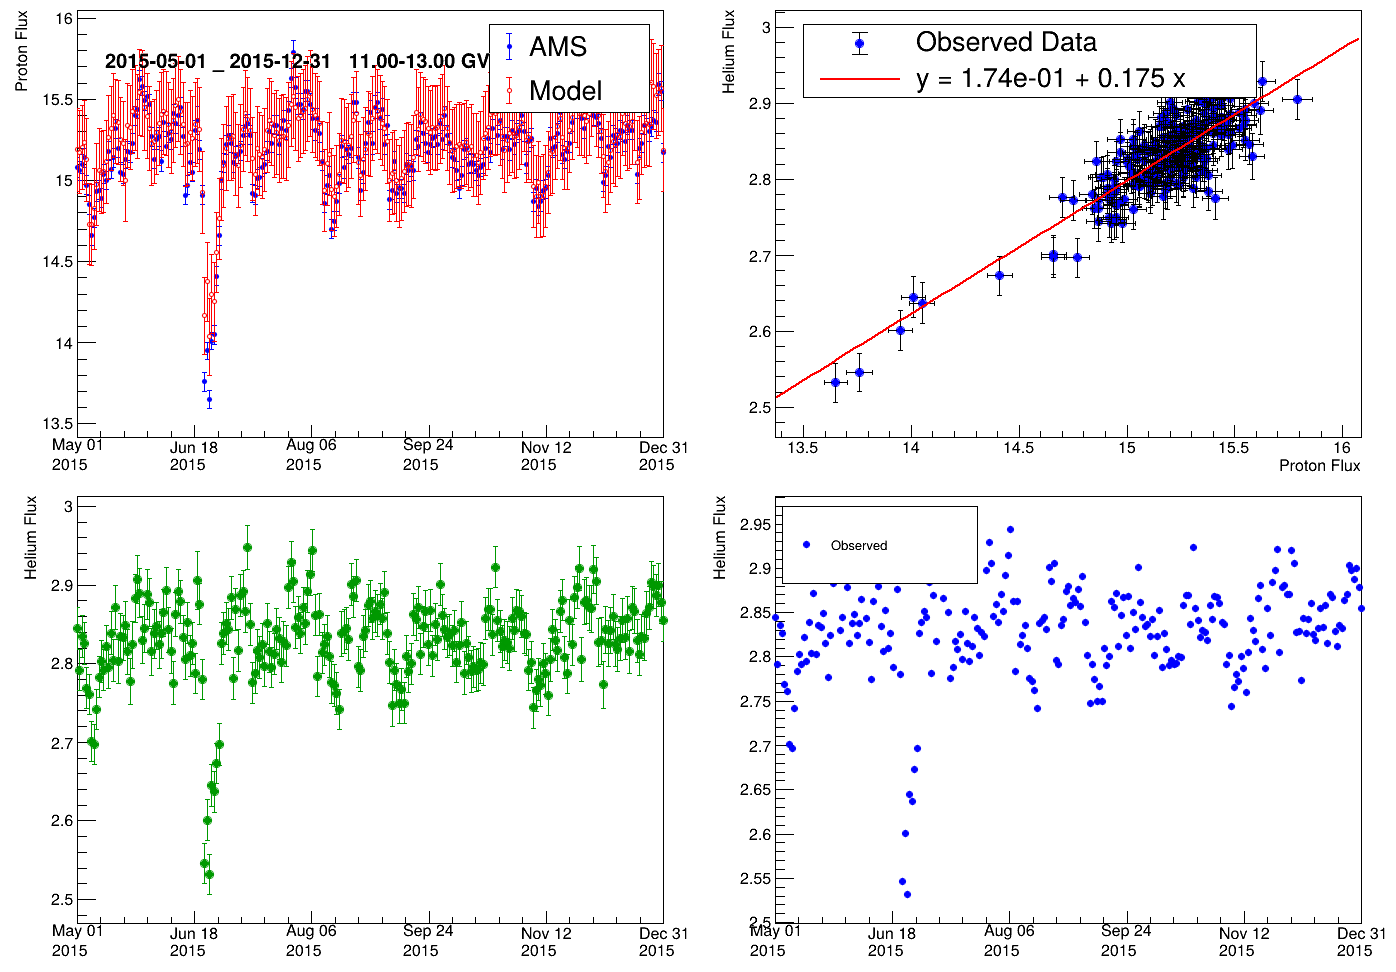 Proton Flux
16
15.5
15
14.5
14
13.5
2015-05-01 _ 2015-12-31 11.00-13.00 GV
AMS
Model
May 01
2015
Jun 18
2015
Aug 06
2015
Sep 24
2015
Nov 12
2015
Dec 31
2015
Helium Flux
3
2.9
2.8
2.7
2.6
2.5
Observed Data
y = 1.74e-01 + 0.175 x
13.5
14
14.5
15
15.5
16
Proton Flux
Helium Flux
3
2.9
2.8
2.7
2.6
2.5
May 01
2015
Jun 18
2015
Aug 06
2015
Sep 24
2015
Nov 12
2015
Dec 31
2015
Helium Flux
2.95
2.9
2.85
2.8
2.75
2.7
2.65
2.6
2.55
2.5
Observed
May 01
2015
Jun 18
2015
Aug 06
2015
Sep 24
2015
Nov 12
2015
Dec 31
2015